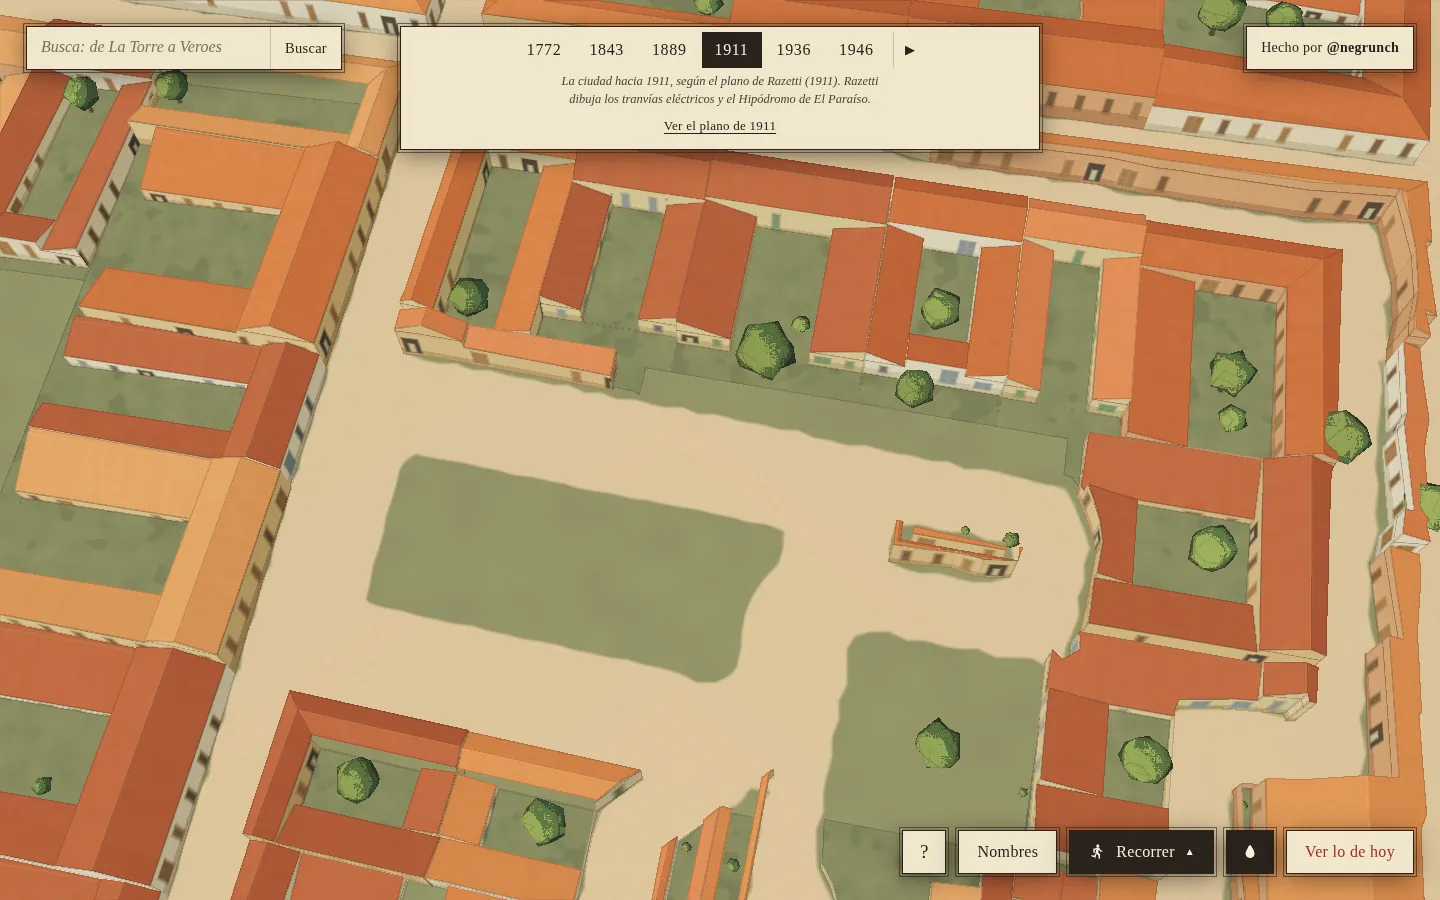 Busca: de La Torre a Veroes
Buscar
1772 1843 1889 1911 1936 1946 ▶
La ciudad hacia 1911, según el plano de Razetti (1911). Razetti
dibuja los tranvías eléctricos y el Hipódromo de El Paraíso.
Ver el plano de 1911
Hecho por @negrunch
?
Nombres
Recorrer ▲
Ver lo de hoy